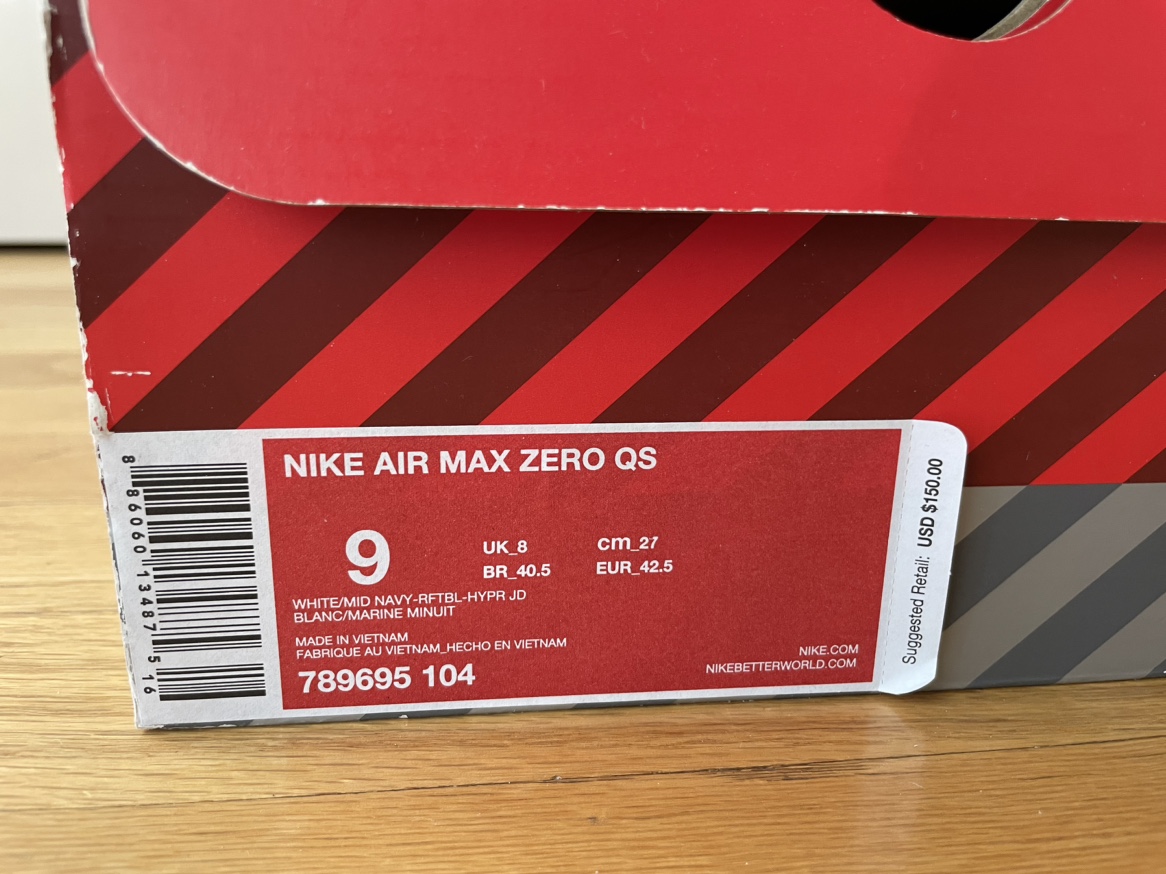 NIKE AIR MAX ZERO QS
9
UK_8
cm_27
BR_40.5
EUR_42.5
WHITE/MID NAVY-RFTBL-HYPR JD
BLANC/MARINE MINUIT
MADE IN VIETNAM
FABRIQUE AU VIETNAM_HECHO EN VIETNAM
789695 104
NIKE.COM
NIKEBETTERWORLD.COM
8 86060 13487 5 16
Suggested Retail: USD $150.00